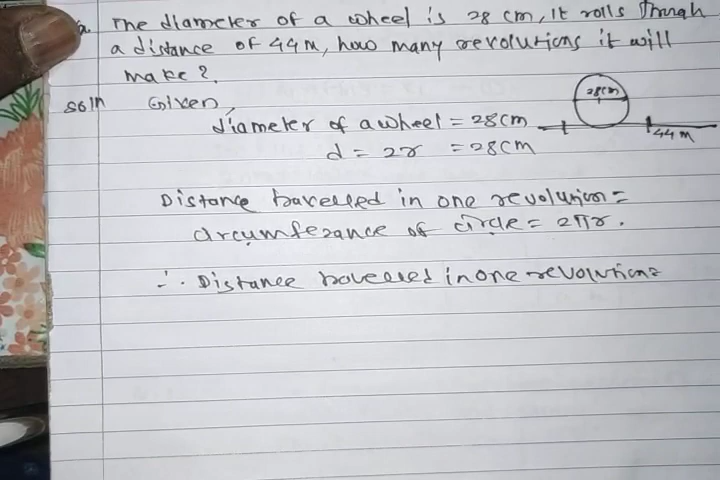 The diameter of a wheel is 28 cm, It rolls Through
a distance of 44 m, how many revolutions it will
make?
Soln Given,
diameter of a wheel = 28cm
28cm
44 m
d = 2r = 28cm
Distance travelled in one revolution =
circumferance of circle = 2πr.
∴ Distance travelled in one revolution =